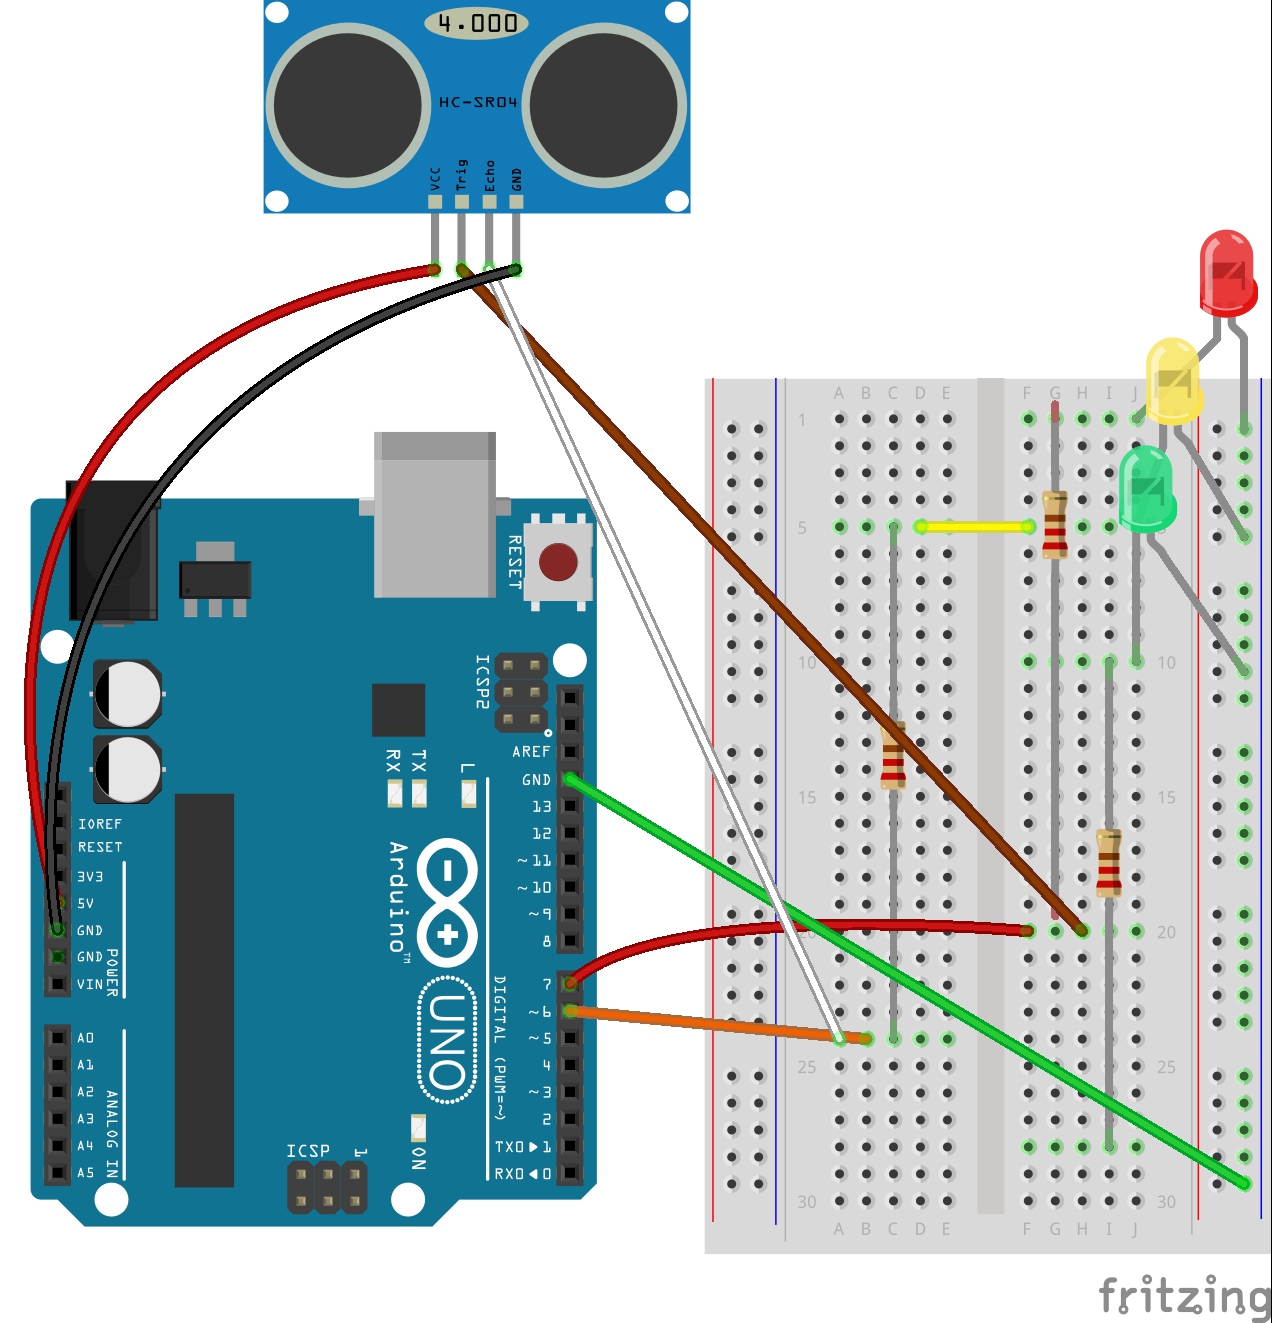 4.000
HC-SR04
VCC
Trig
Echo
GND
A B C D E F G H I J
1
5
10 10
15 15
20 20
25 25
30 30
A B C D E F G H I J
RESET
ICSP2
AREF
GND
13
12
~11
~10
~9
8
7
~6
~5
4
~3
2
TX0▶1
RX0◀0
DIGITAL (PWM=~)
RX
TX
L
Arduino™
UNO
ON
ICSP
1
IOREF
RESET
3V3
5V
GND
GND
VIN
POWER
A0
A1
A2
A3
A4
A5
ANALOG IN
fritzing